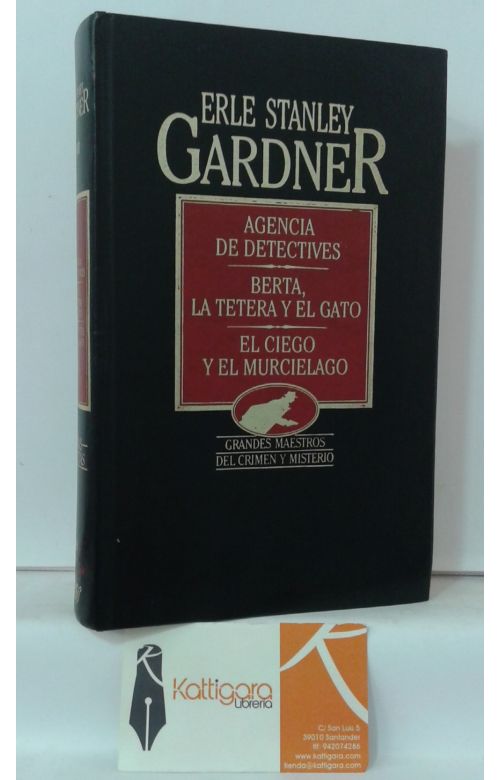 ERLE STANLEY
GARDNER
AGENCIA
DE DETECTIVES
BERTA,
LA TETERA Y EL GATO
EL CIEGO
Y EL MURCIELAGO
GRANDES MAESTROS
DEL CRIMEN Y MISTERIO
Kattigara
Librería
C/ San Luis 5
39010 Santander
tlf: 942074286
www.kattigara.com
tienda@kattigara.com